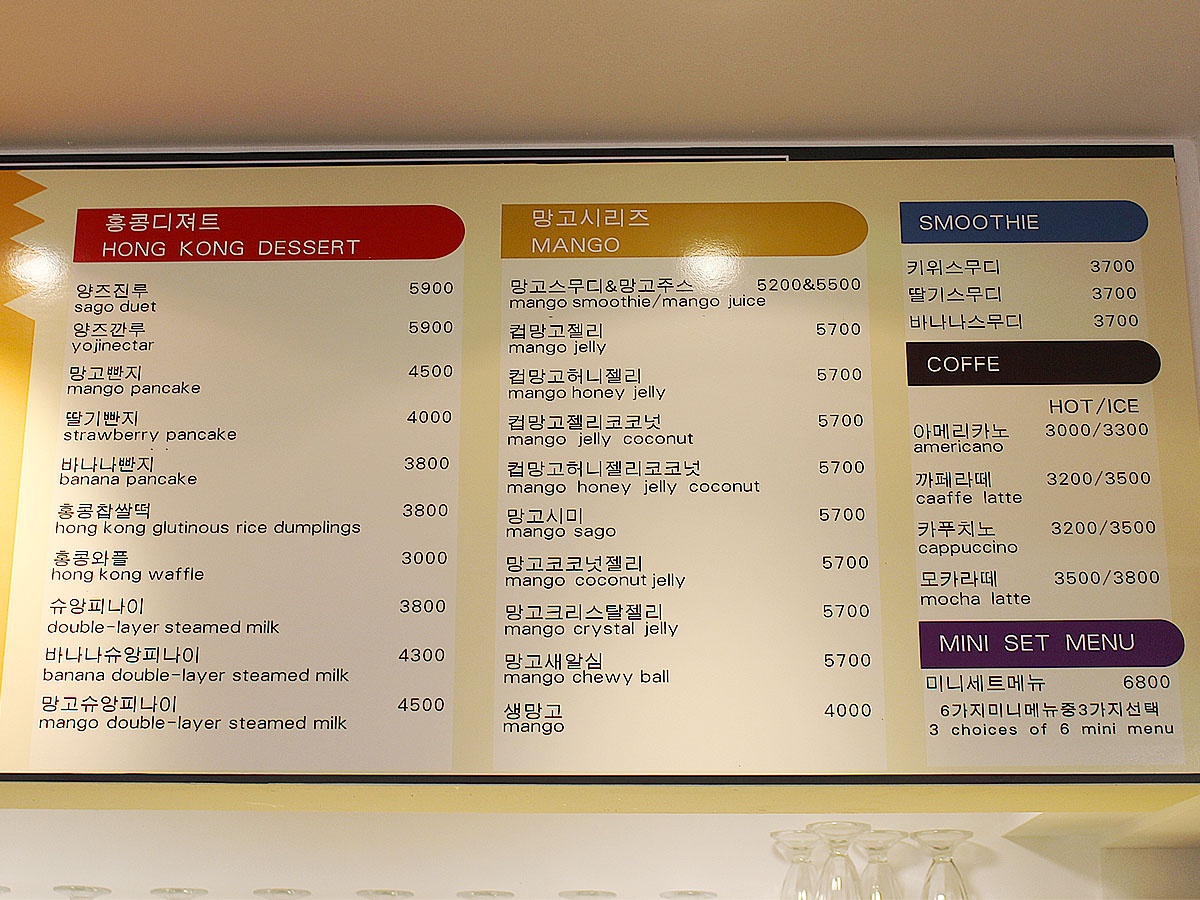 홍콩디져트
HONG KONG DESSERT
양즈진루 5900
sago duet
양즈깐루 5900
yojinectar
망고빤지 4500
mango pancake
딸기빤지 4000
strawberry pancake
바나나빤지 3800
banana pancake
홍콩찹쌀떡 3800
hong kong glutinous rice dumplings
홍콩와플 3000
hong kong waffle
슈앙피나이 3800
double-layer steamed milk
바나나슈앙피나이 4300
banana double-layer steamed milk
망고슈앙피나이 4500
mango double-layer steamed milk
망고시리즈
MANGO
망고스무디&망고주스 5200&5500
mango smoothie/mango juice
컵망고젤리 5700
mango jelly
컵망고허니젤리 5700
mango honey jelly
컵망고젤리코코넛 5700
mango jelly coconut
컵망고허니젤리코코넛 5700
mango honey jelly coconut
망고시미 5700
mango sago
망고코코넛젤리 5700
mango coconut jelly
망고크리스탈젤리 5700
mango crystal jelly
망고새알심 5700
mango chewy ball
생망고 4000
mango
SMOOTHIE
키위스무디 3700
딸기스무디 3700
바나나스무디 3700
COFFE
HOT/ICE
아메리카노 3000/3300
americano
까페라떼 3200/3500
caaffe latte
카푸치노 3200/3500
cappuccino
모카라떼 3500/3800
mocha latte
MINI SET MENU
미니세트메뉴 6800
6가지미니메뉴중3가지선택
3 choices of 6 mini menu